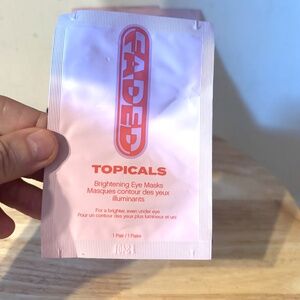 FADED
TOPICALS
Brightening Eye Masks
Masques contour des yeux
illuminants
For a brighter, even under eye
Pour un contour des yeux plus lumineux et uni
1 Pair / 1 Paire